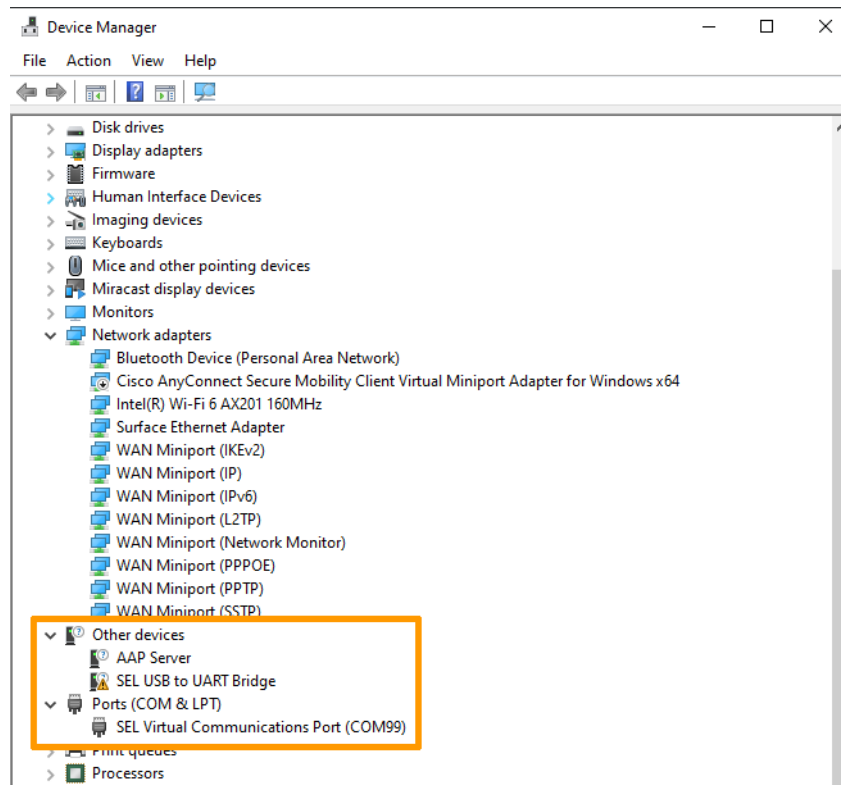 Device Manager
File Action View Help
Disk drives
Display adapters
Firmware
Human Interface Devices
Imaging devices
Keyboards
Mice and other pointing devices
Miracast display devices
Monitors
Network adapters
Bluetooth Device (Personal Area Network)
Cisco AnyConnect Secure Mobility Client Virtual Miniport Adapter for Windows x64
Intel(R) Wi-Fi 6 AX201 160MHz
Surface Ethernet Adapter
WAN Miniport (IKEv2)
WAN Miniport (IP)
WAN Miniport (IPv6)
WAN Miniport (L2TP)
WAN Miniport (Network Monitor)
WAN Miniport (PPPOE)
WAN Miniport (PPTP)
WAN Miniport (SSTP)
Other devices
AAP Server
SEL USB to UART Bridge
Ports (COM & LPT)
SEL Virtual Communications Port (COM99)
Print queues
Processors